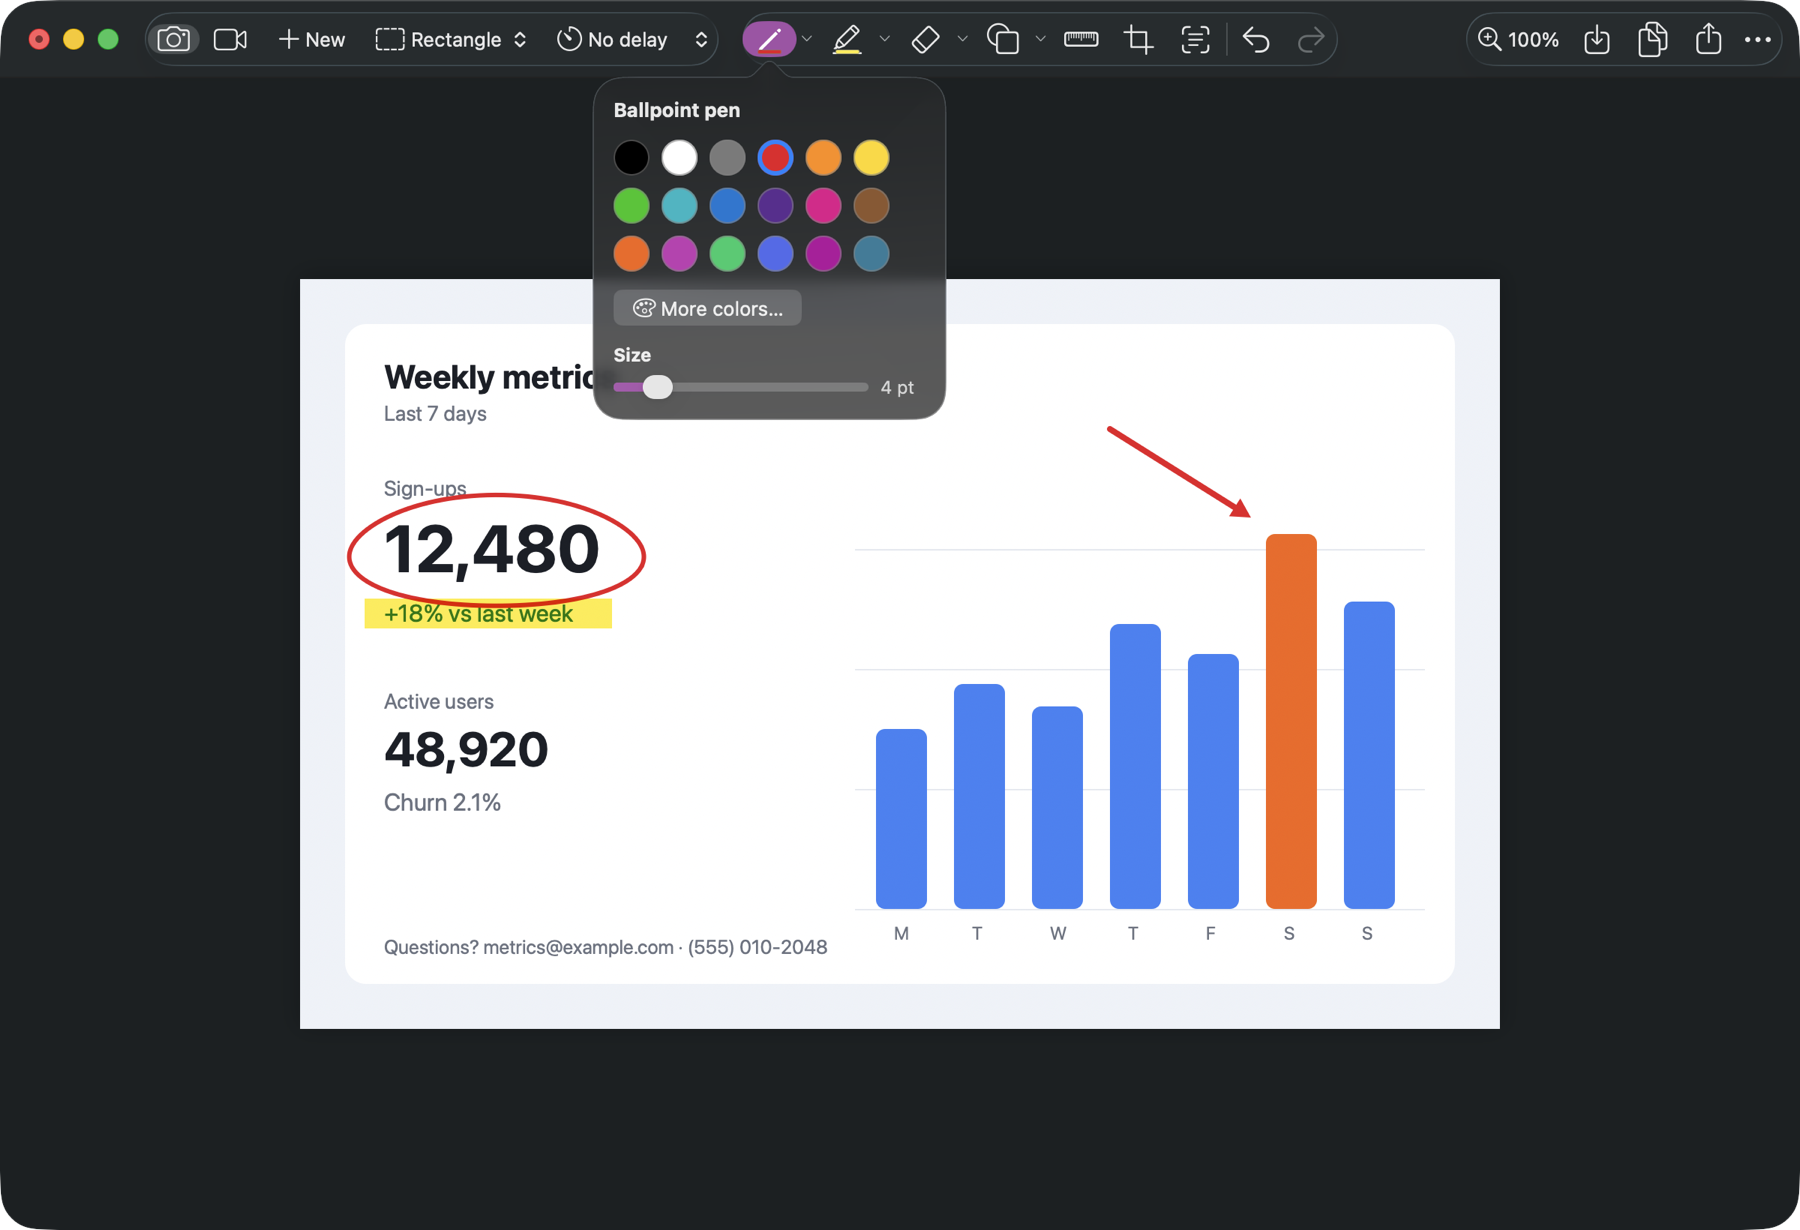 New
Rectangle
No delay
100%
Ballpoint pen
More colors...
Size
4 pt
Weekly metric
Last 7 days
Sign-ups
12,480
+18% vs last week
Active users
48,920
Churn 2.1%
Questions? metrics@example.com · (555) 010-2048
M T W T F S S